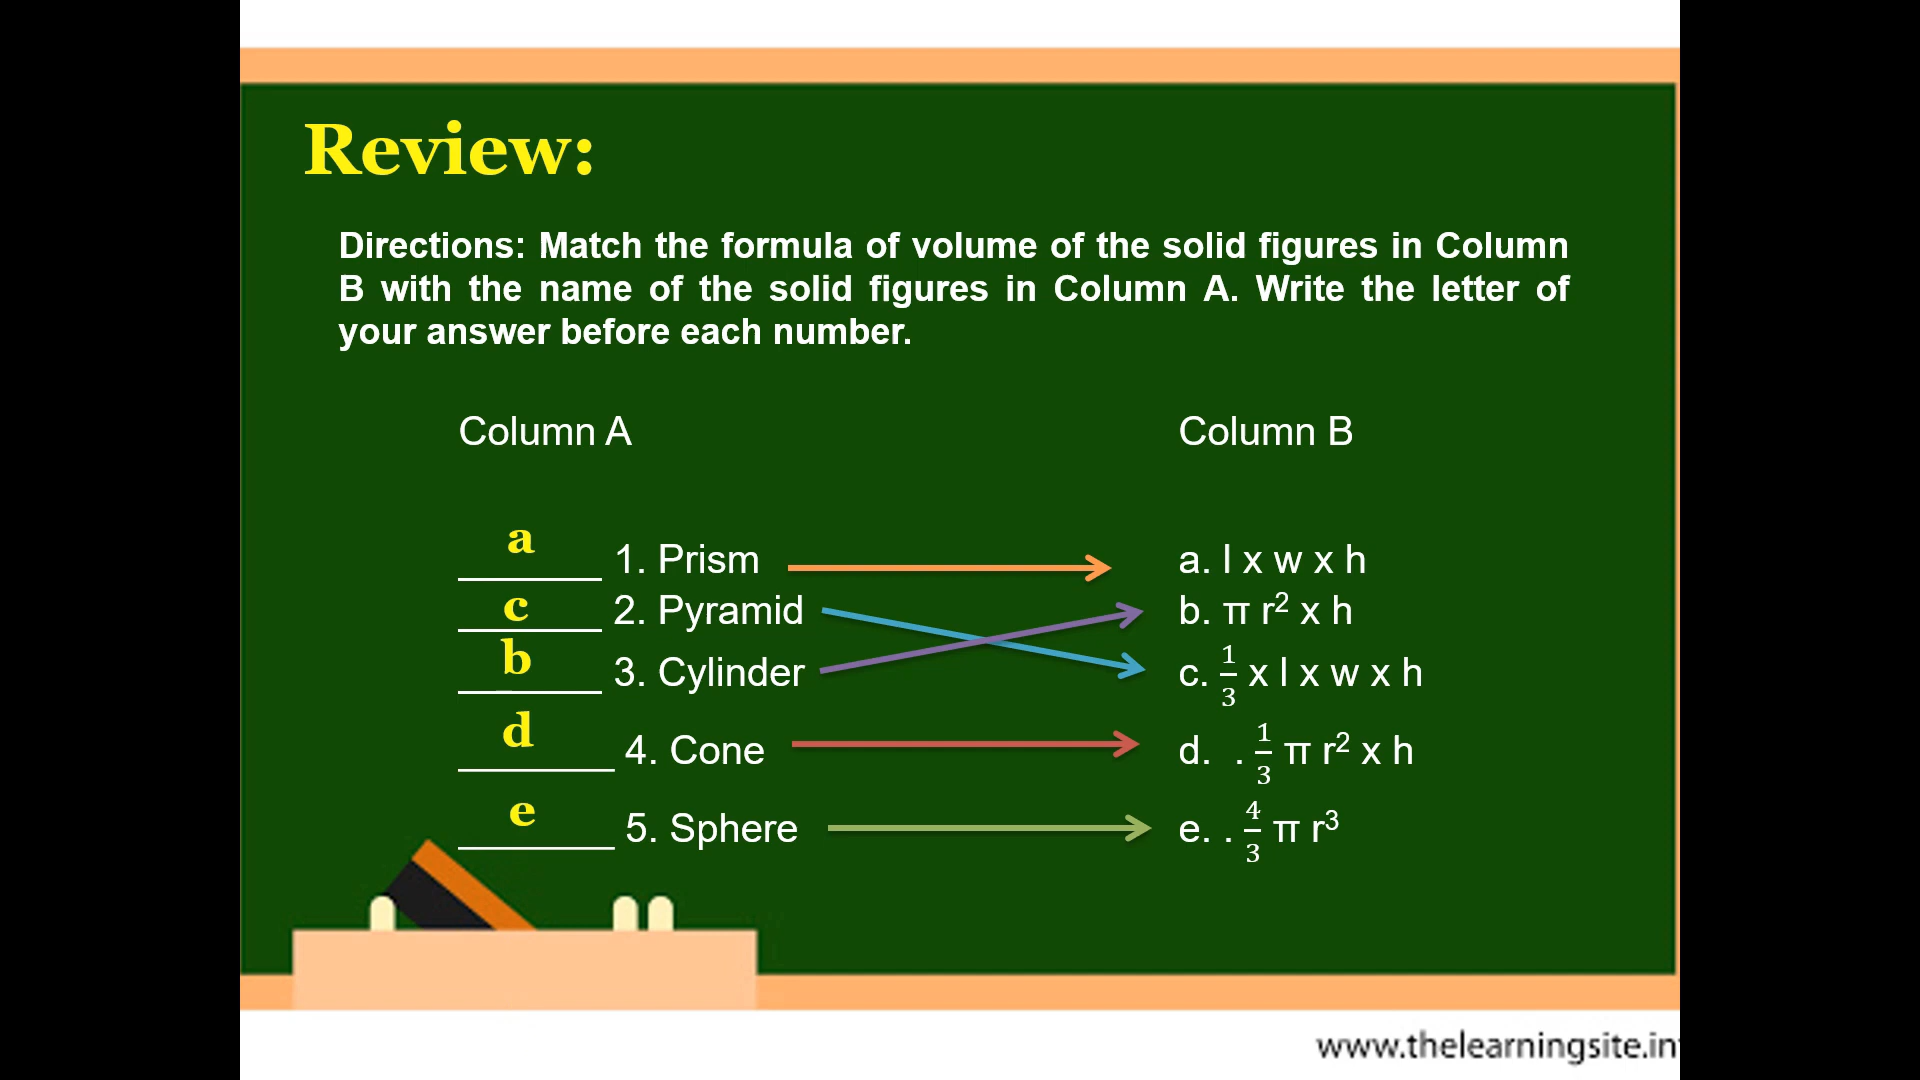 Review:
Directions: Match the formula of volume of the solid figures in Column
B with the name of the solid figures in Column A. Write the letter of
your answer before each number.
Column A Column B
a 1. Prism a. l x w x h
c 2. Pyramid b. π r² x h
b 3. Cylinder c. 1/3 x l x w x h
d 4. Cone d. . 1/3 π r² x h
e 5. Sphere e. . 4/3 π r³
www.thelearningsite.in